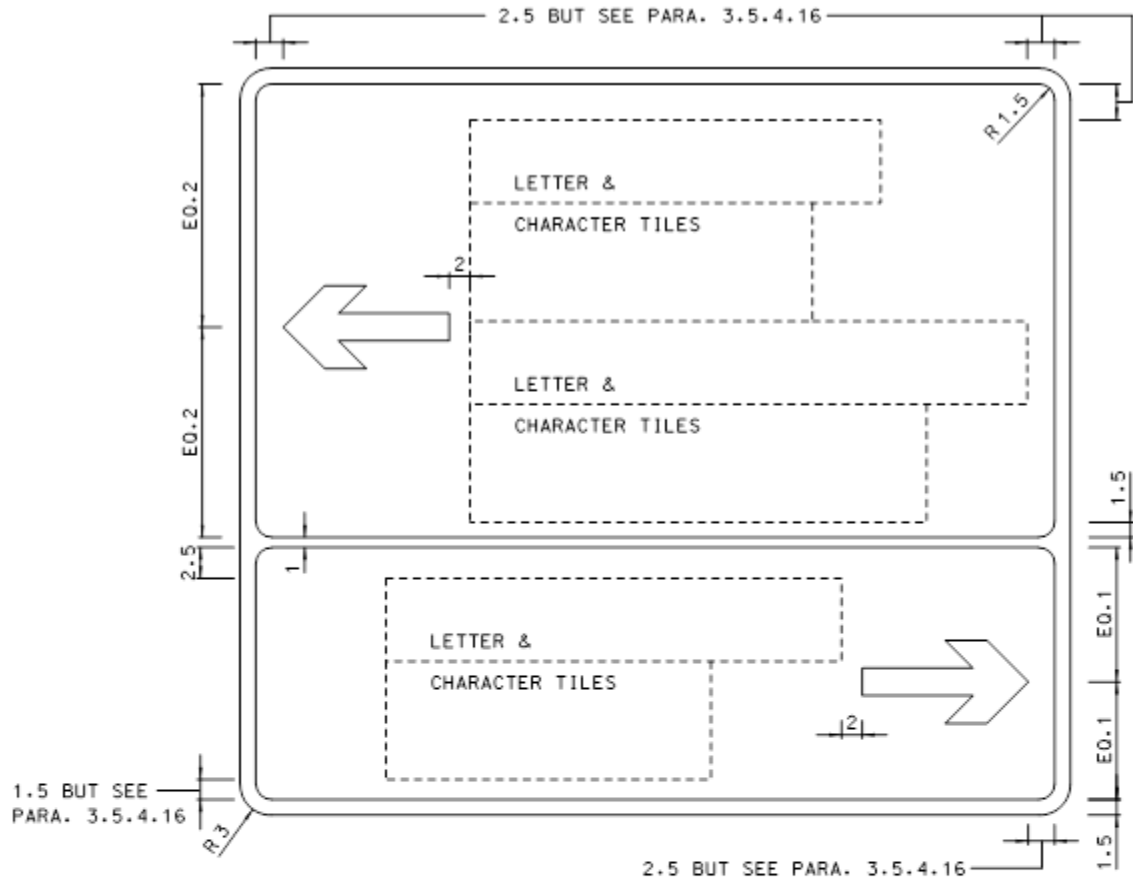 2.5 BUT SEE PARA. 3.5.4.16
R1.5
EQ.2
LETTER &
CHARACTER TILES
2
LETTER &
CHARACTER TILES
EQ.2
1.5
2.5
1
EQ.1
LETTER &
CHARACTER TILES
2
EQ.1
1.5 BUT SEE
PARA. 3.5.4.16
R3
1.5
2.5 BUT SEE PARA. 3.5.4.16